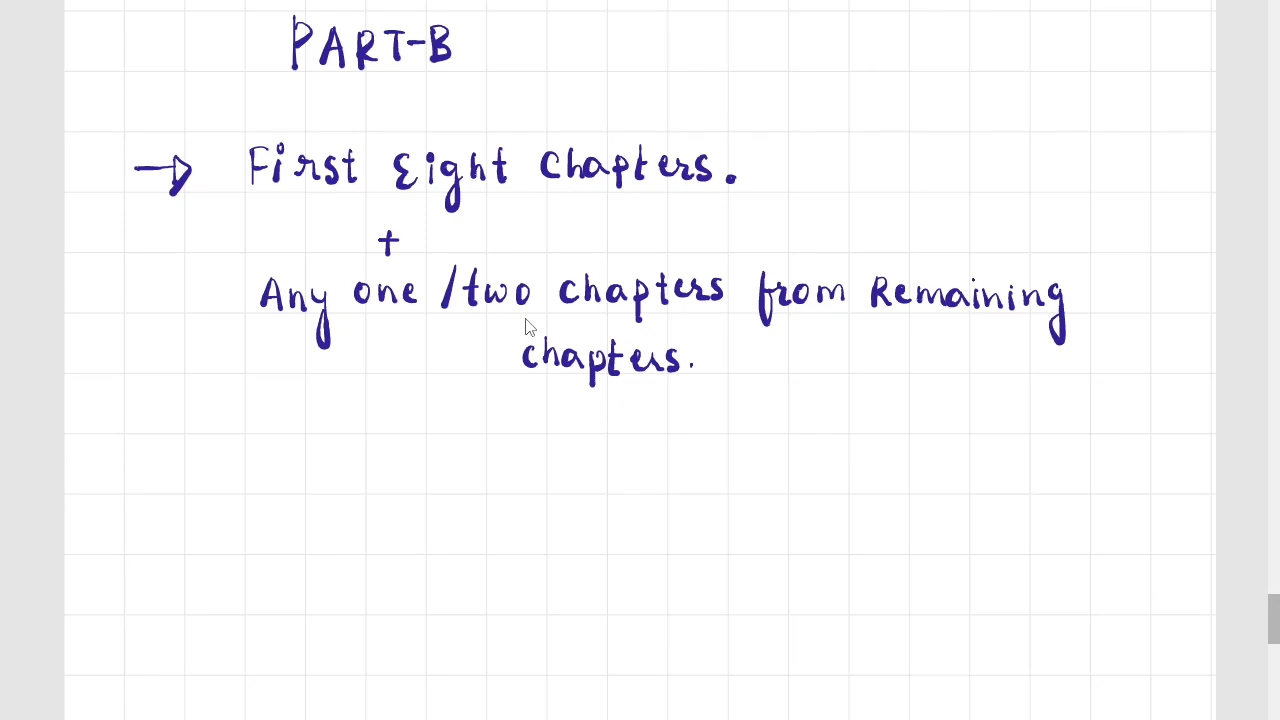 PART-B
→ First Eight Chapters.
+
Any one /two chapters from Remaining
chapters.